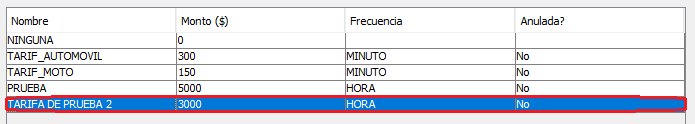 Nombre Monto ($) Frecuencia Anulada?
NINGUNA 0
TARIF_AUTOMOVIL 300 MINUTO No
TARIF_MOTO 150 MINUTO No
PRUEBA 5000 HORA No
TARIFA DE PRUEBA 2 3000 HORA No